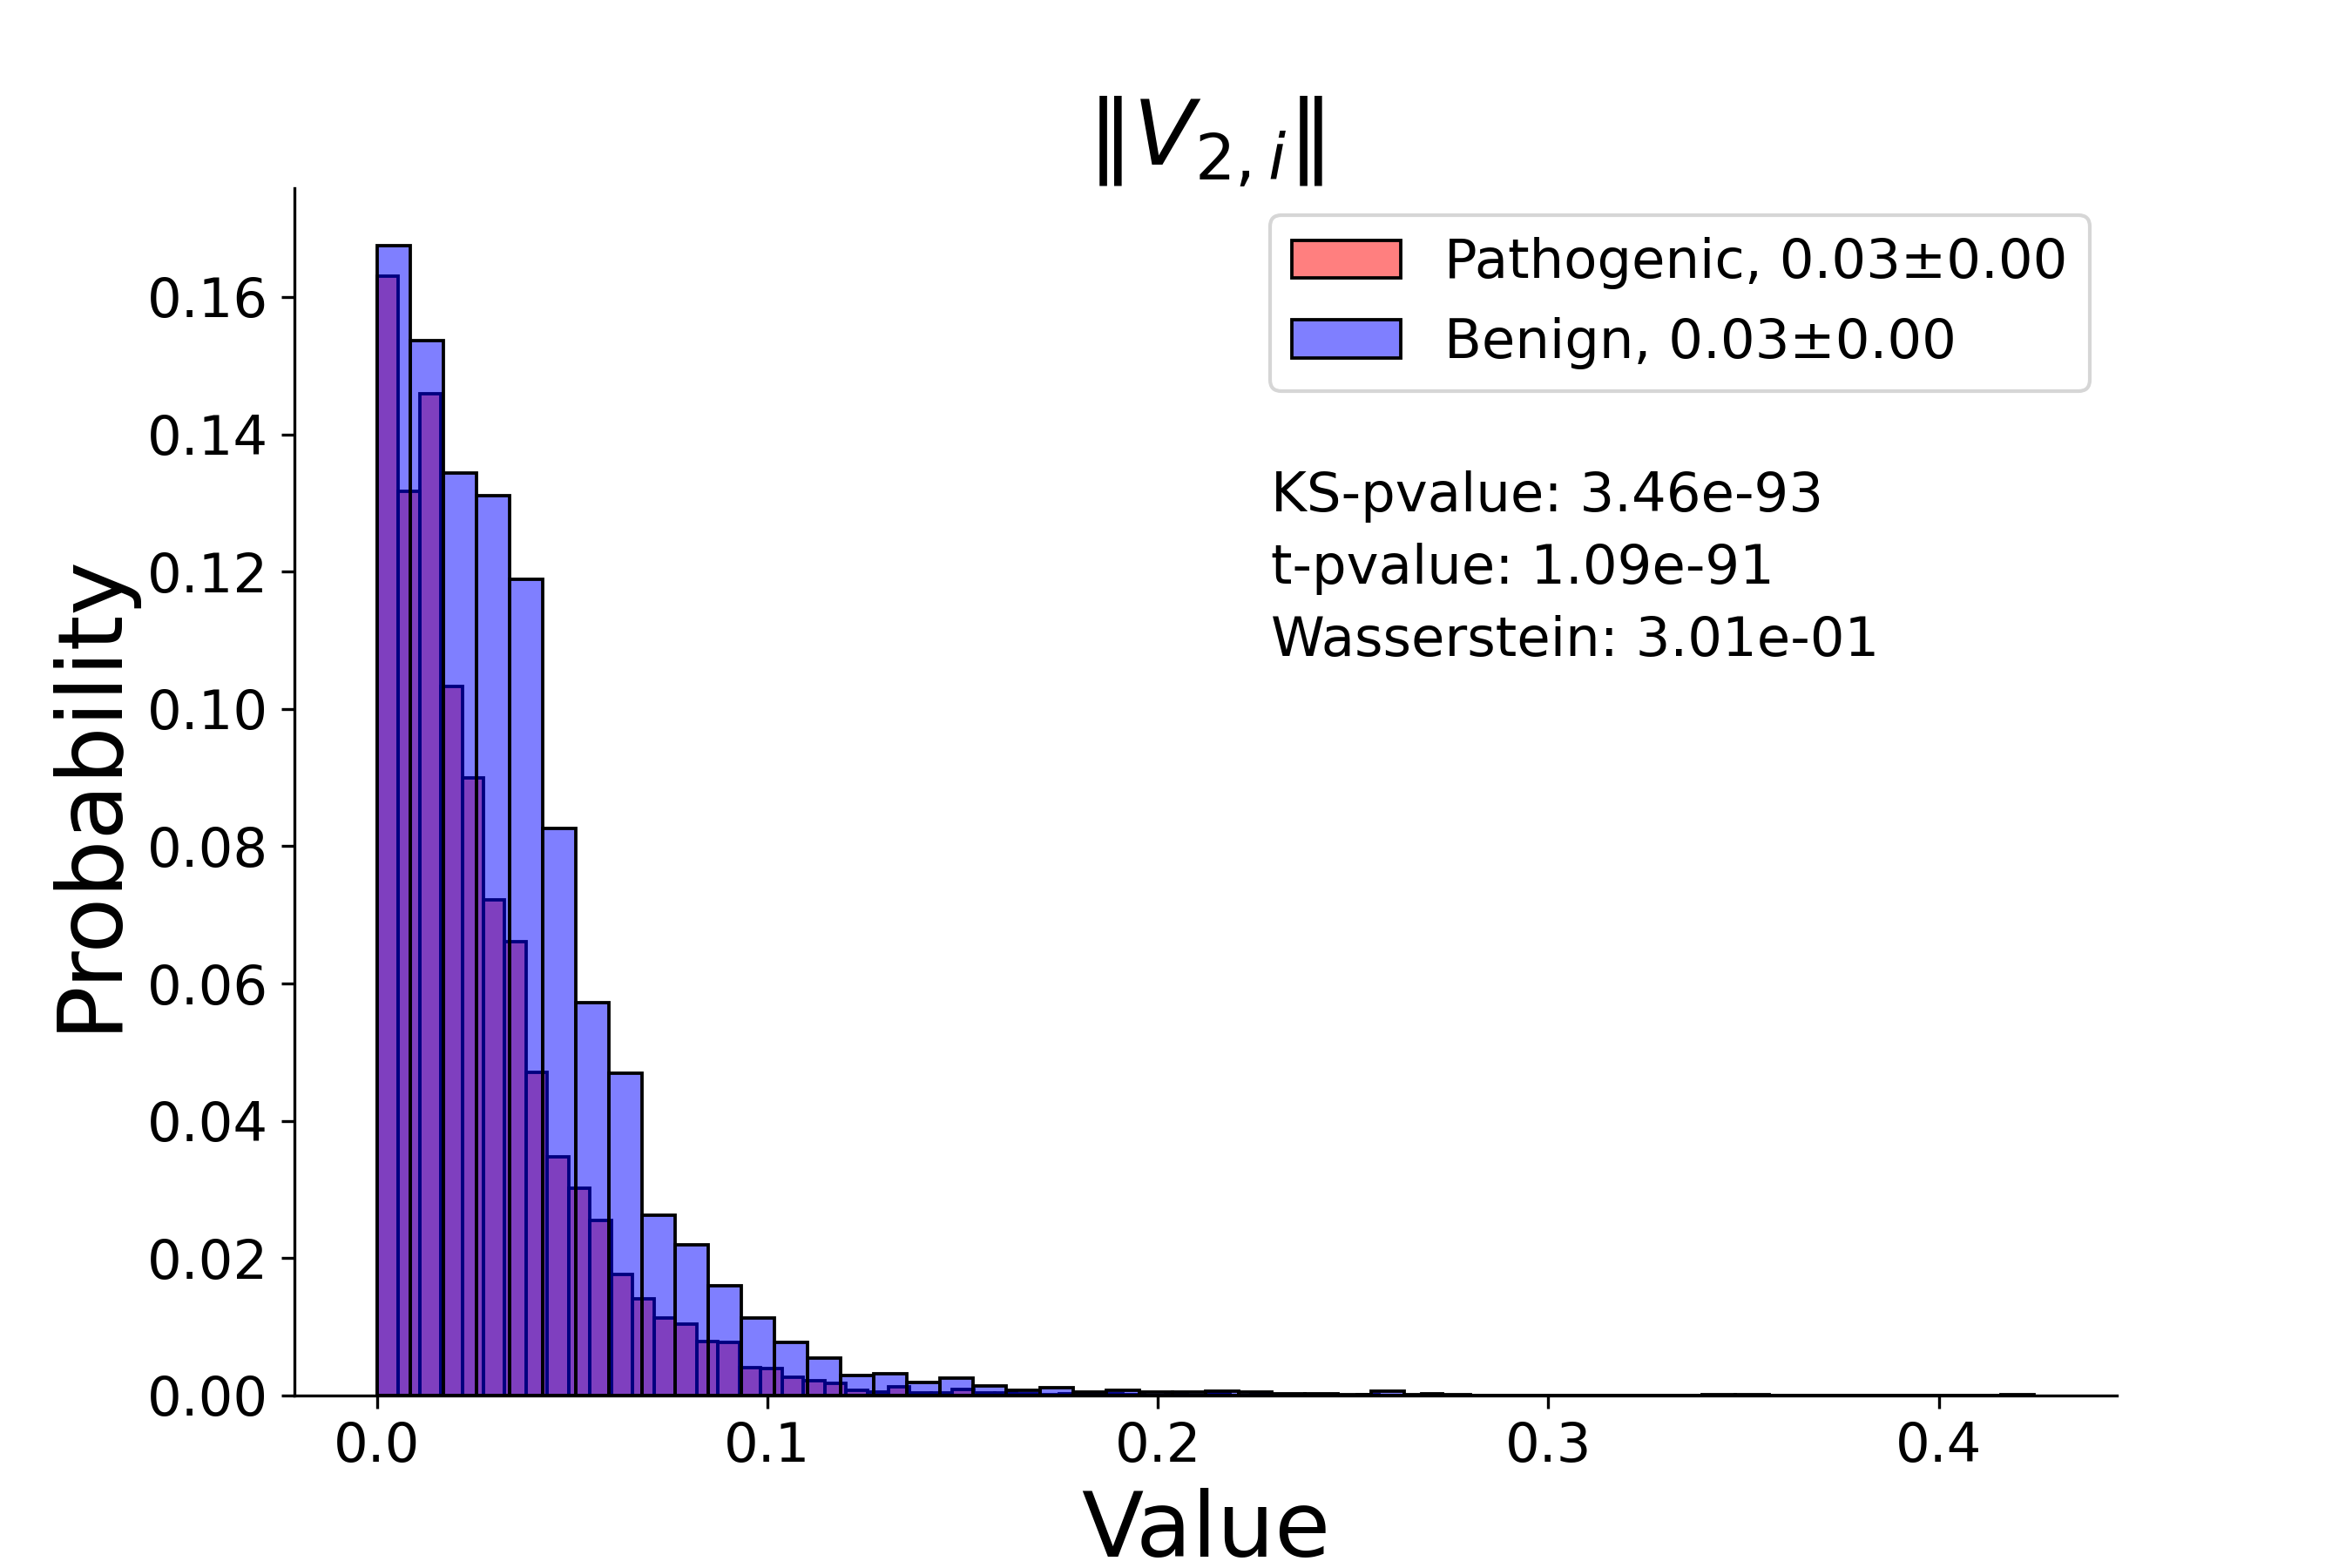 ‖V2,i‖
Pathogenic, 0.03±0.00
Benign, 0.03±0.00
KS-pvalue: 3.46e-93
t-pvalue: 1.09e-91
Wasserstein: 3.01e-01
Probability
0.16
0.14
0.12
0.10
0.08
0.06
0.04
0.02
0.00
0.0 0.1 0.2 0.3 0.4
Value